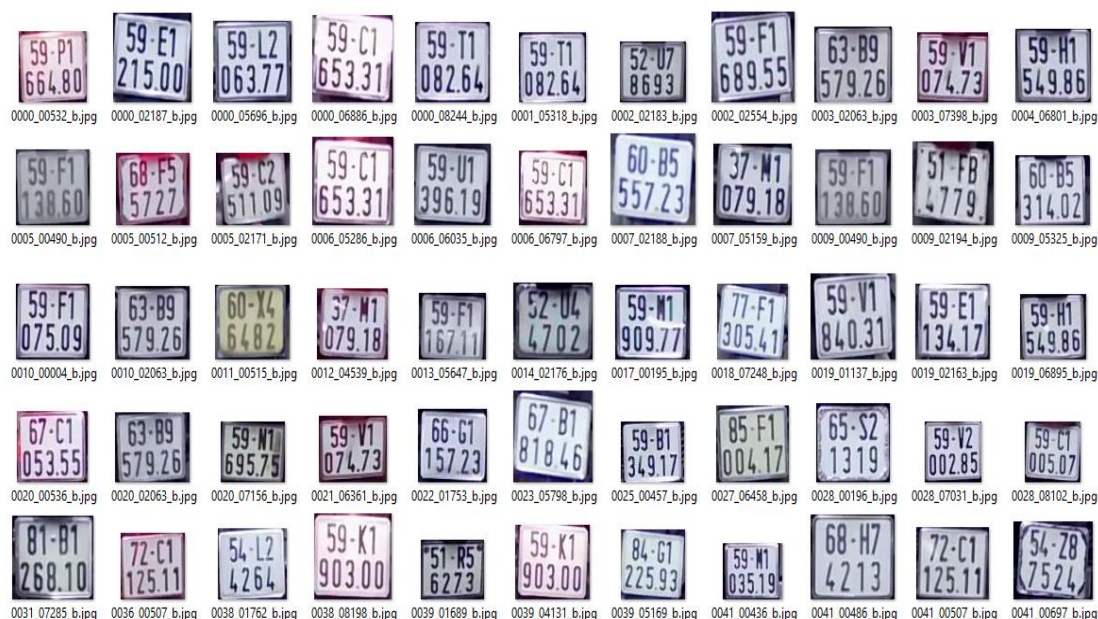 59-P1 59-E1 59-L2 59-C1 59-T1 59-T1 52-U7 59-F1 63-B9 59-V1 59-H1
664.80 215.00 063.77 653.31 082.64 082.64 8693 689.55 579.26 074.73 549.86
0000_00532_b.jpg 0000_02187_b.jpg 0000_05696_b.jpg 0000_06886_b.jpg 0000_08244_b.jpg 0001_05318_b.jpg 0002_02183_b.jpg 0002_02554_b.jpg 0003_02063_b.jpg 0003_07398_b.jpg 0004_06801_b.jpg
59-F1 68-F5 59-C2 59-C1 59-U1 59-C1 60-B5 37-M1 59-F1 51-FB 60-B5
138.60 5727 511.09 653.31 396.19 653.31 557.23 079.18 138.60 4779 314.02
0005_00490_b.jpg 0005_00512_b.jpg 0005_02171_b.jpg 0006_05286_b.jpg 0006_06035_b.jpg 0006_06797_b.jpg 0007_02188_b.jpg 0007_05159_b.jpg 0009_00490_b.jpg 0009_02194_b.jpg 0009_05325_b.jpg
59-F1 63-B9 60-X4 37-M1 59-F1 52-U4 59-M1 77-F1 59-V1 59-E1 59-H1
075.09 579.26 6482 079.18 167.11 4702 909.77 305.41 840.31 134.17 549.86
0010_00004_b.jpg 0010_02063_b.jpg 0011_00515_b.jpg 0012_04539_b.jpg 0013_05647_b.jpg 0014_02176_b.jpg 0017_00195_b.jpg 0018_07248_b.jpg 0019_01137_b.jpg 0019_02163_b.jpg 0019_06895_b.jpg
67-C1 63-B9 59-N1 59-V1 66-G1 67-B1 59-B1 85-F1 65-S2 59-V2 59-C1
053.55 579.26 695.75 074.73 157.23 818.46 349.17 004.17 1319 002.85 005.07
0020_00536_b.jpg 0020_02063_b.jpg 0020_07156_b.jpg 0021_06361_b.jpg 0022_01753_b.jpg 0023_05798_b.jpg 0025_00457_b.jpg 0027_06458_b.jpg 0028_00196_b.jpg 0028_07031_b.jpg 0028_08102_b.jpg
81-B1 72-C1 54-L2 59-K1 51-R5 59-K1 84-G1 59-M1 68-H7 72-C1 54-Z8
268.10 125.11 4264 903.00 6273 903.00 225.93 035.19 4213 125.11 7524
0031_07285_b.jpg 0036_00507_b.jpg 0038_01762_b.jpg 0038_08198_b.jpg 0039_01689_b.jpg 0039_04131_b.jpg 0039_05169_b.jpg 0041_00436_b.jpg 0041_00486_b.jpg 0041_00507_b.jpg 0041_00697_b.jpg